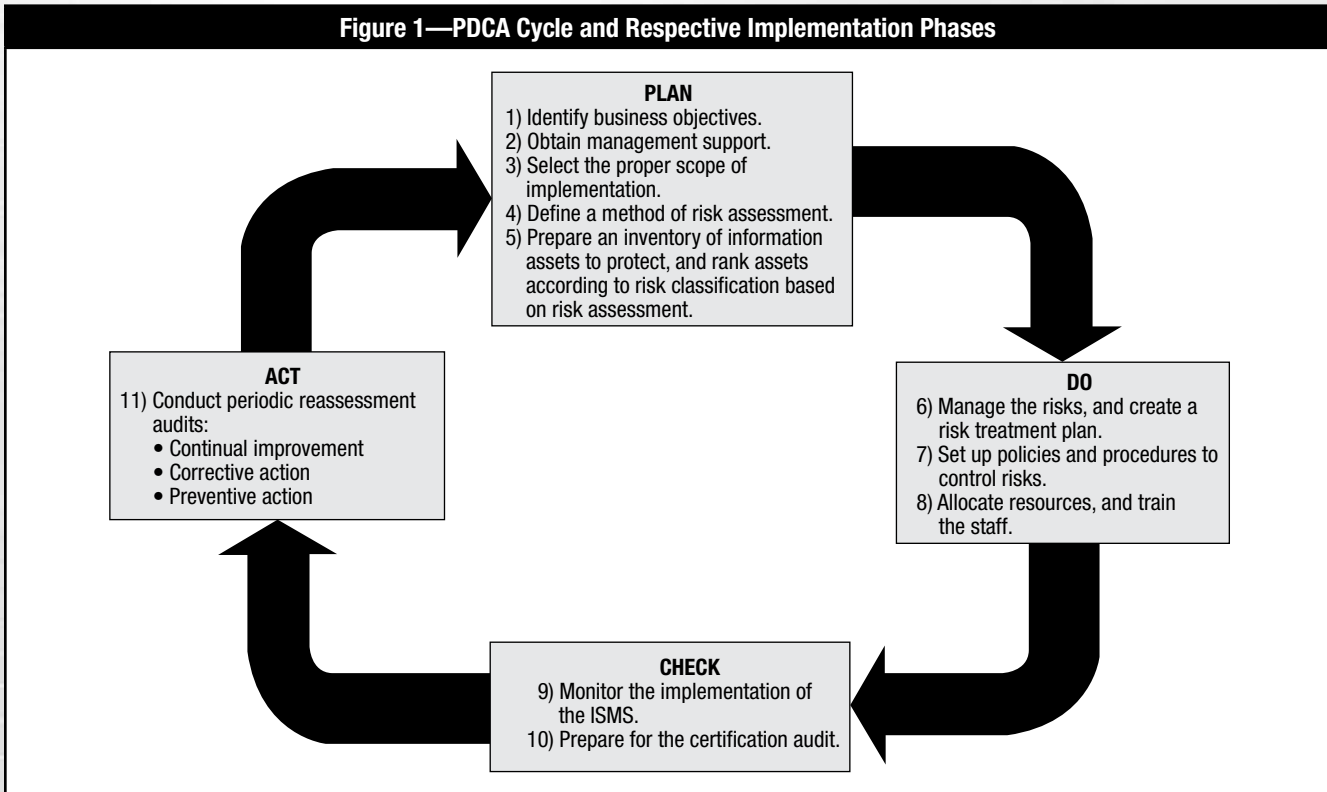 Figure 1—PDCA Cycle and Respective Implementation Phases
PLAN
1) Identify business objectives.
2) Obtain management support.
3) Select the proper scope of
implementation.
4) Define a method of risk assessment.
5) Prepare an inventory of information
assets to protect, and rank assets
according to risk classification based
on risk assessment.
DO
6) Manage the risks, and create a
risk treatment plan.
7) Set up policies and procedures to
control risks.
8) Allocate resources, and train
the staff.
CHECK
9) Monitor the implementation of
the ISMS.
10) Prepare for the certification audit.
ACT
11) Conduct periodic reassessment
audits:
• Continual improvement
• Corrective action
• Preventive action